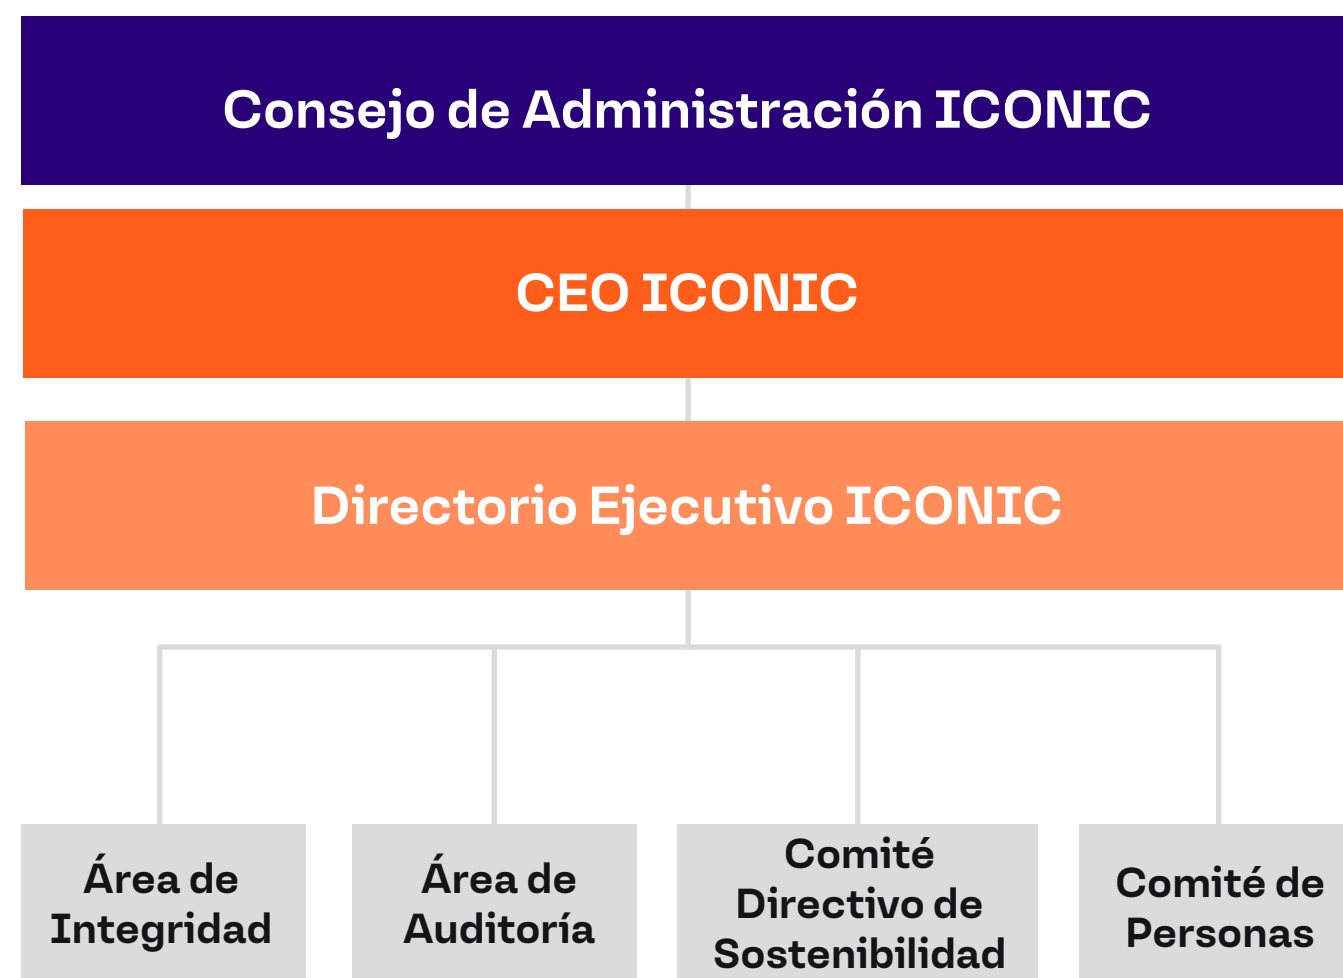 Consejo de Administración ICONIC
CEO ICONIC
Directorio Ejecutivo ICONIC
Área de
Integridad
Área de
Auditoría
Comité
Directivo de
Sostenibilidad
Comité de
Personas